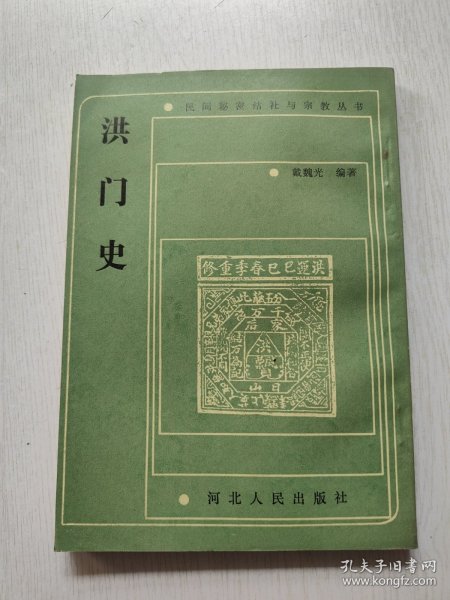 民间秘密结社与宗教丛书
洪门史
戴魏光 编著
洪運己巳春季重修
河北人民出版社
孔夫子旧书网
www.kongfz.com